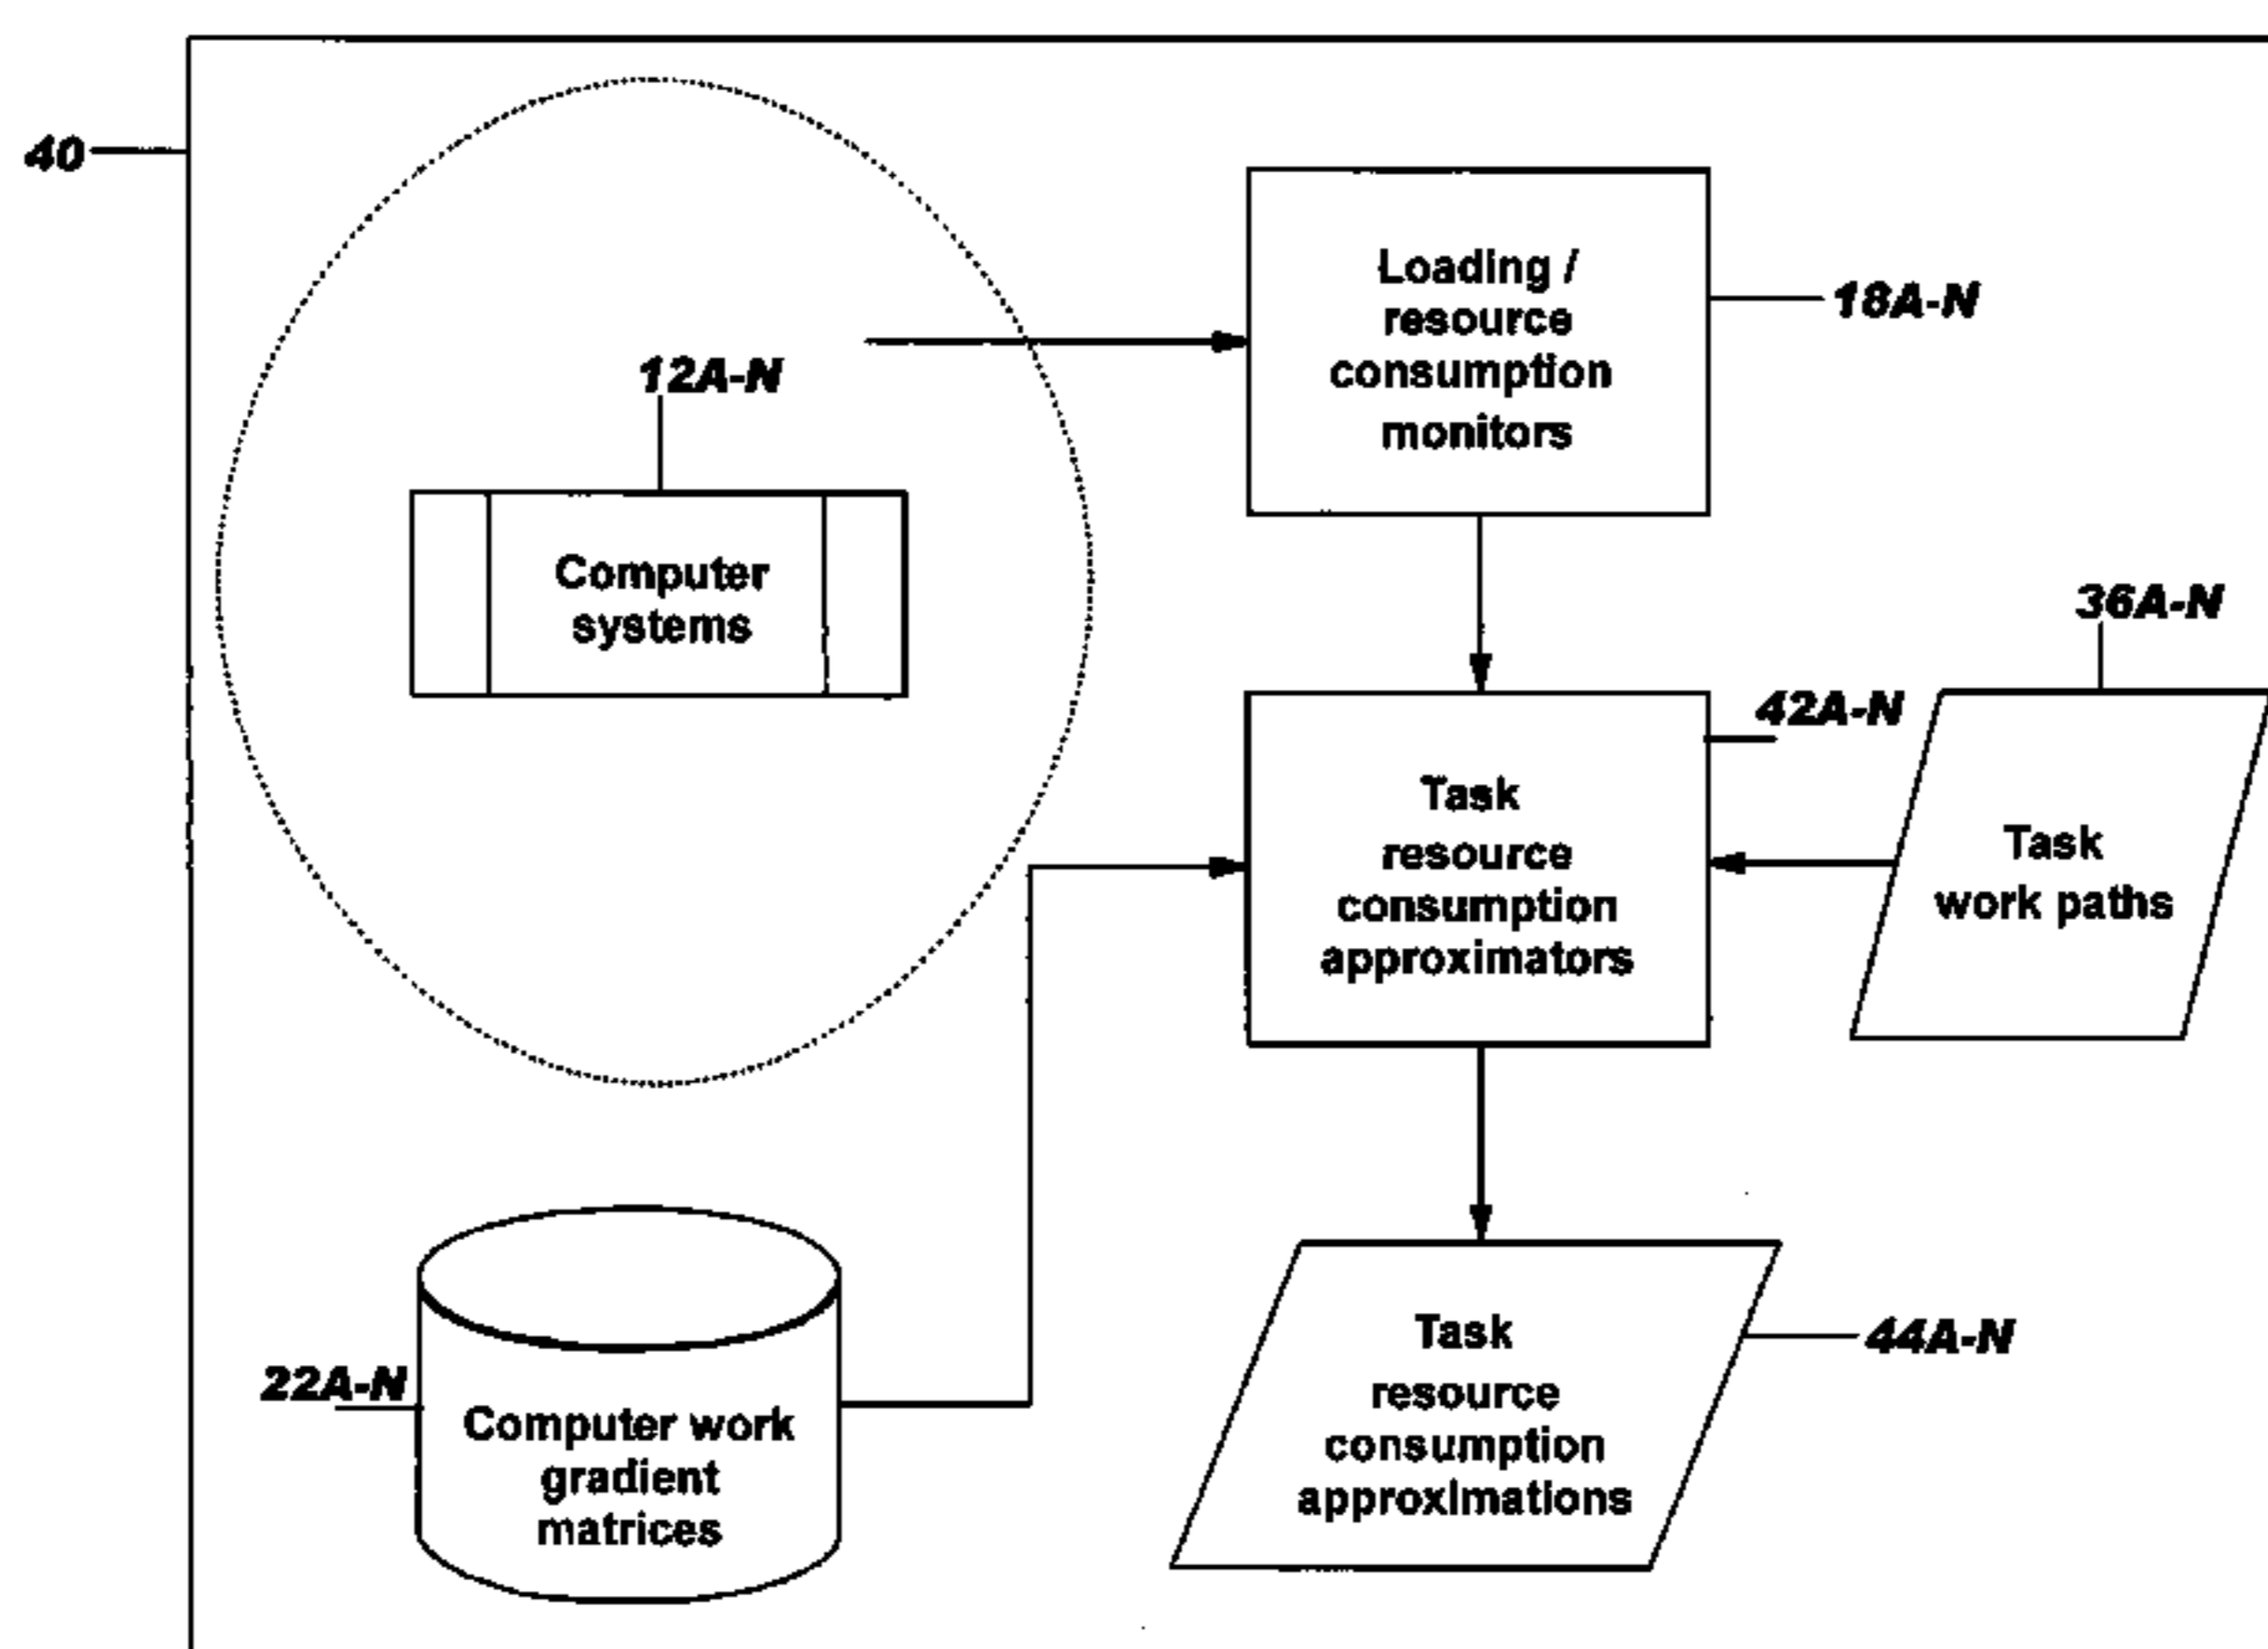 40
Loading /
resource
consumption
monitors
18A-N
12A-N
Computer
systems
36A-N
42A-N
Task
resource
consumption
approximators
Task
work paths
22A-N
Computer work
gradient
matrices
Task
resource
consumption
approximations
44A-N